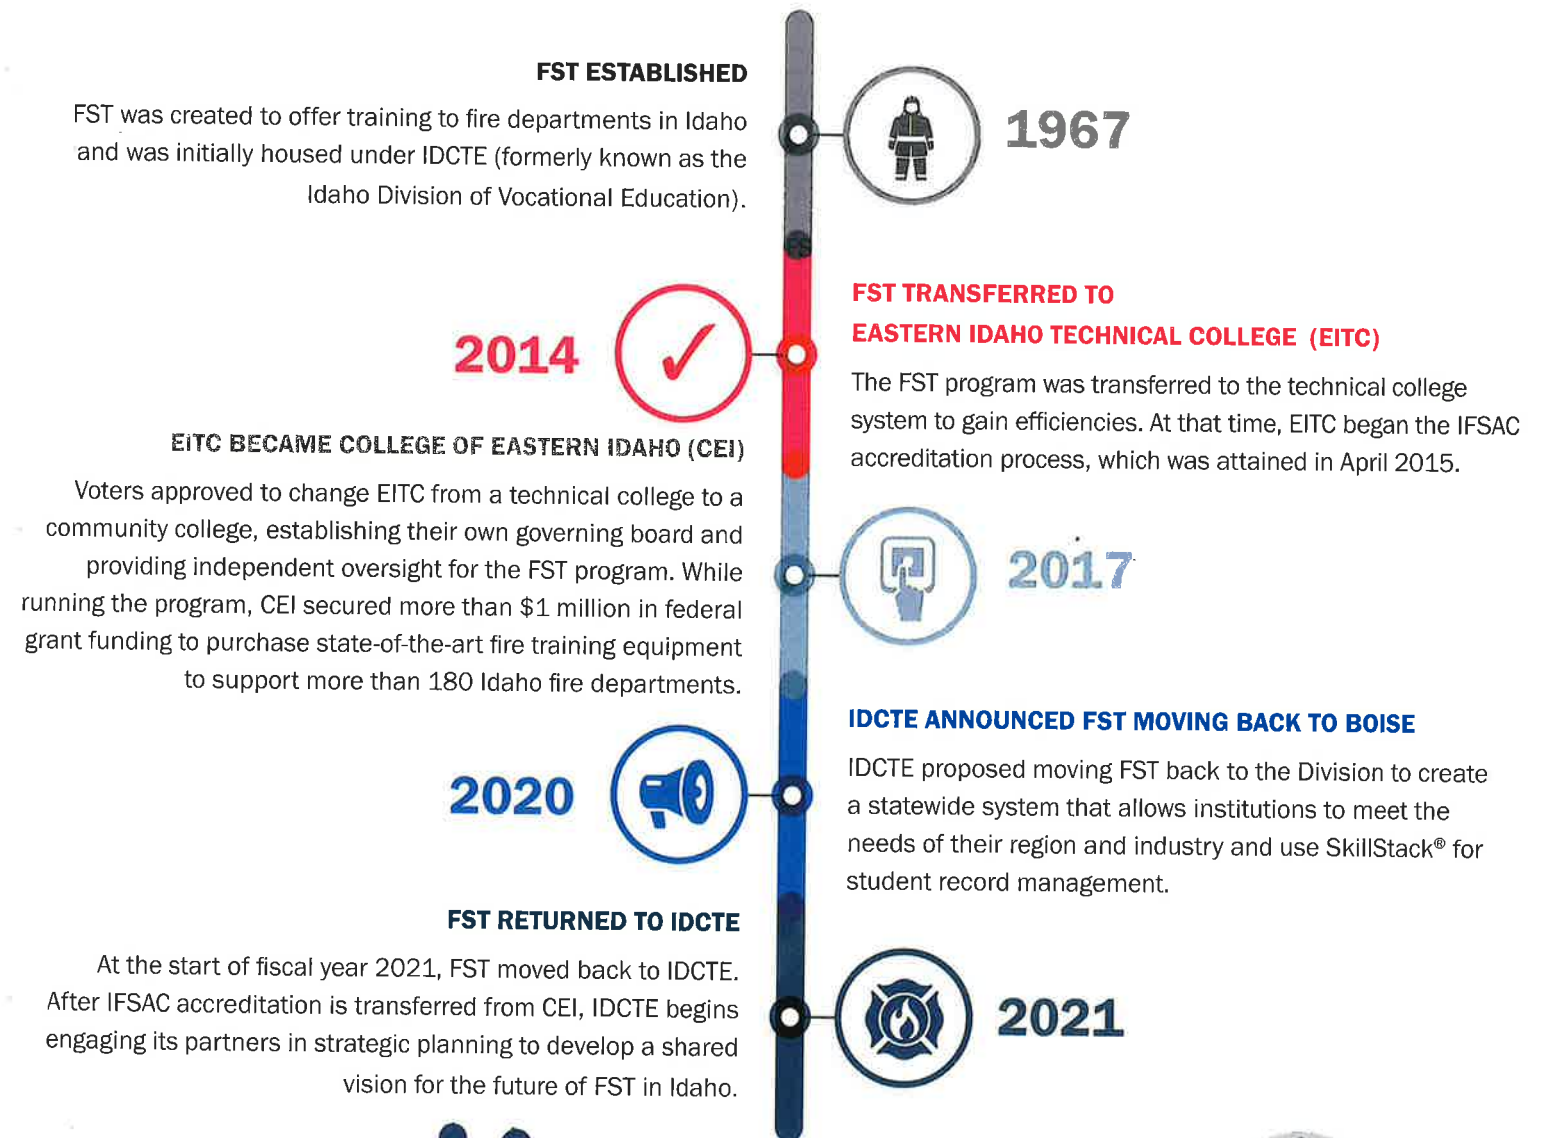 FST ESTABLISHED
FST was created to offer training to fire departments in Idaho
and was initially housed under IDCTE (formerly known as the
Idaho Division of Vocational Education).
1967
2014
FST TRANSFERRED TO
EASTERN IDAHO TECHNICAL COLLEGE (EITC)
The FST program was transferred to the technical college
system to gain efficiencies. At that time, EITC began the IFSAC
accreditation process, which was attained in April 2015.
EITC BECAME COLLEGE OF EASTERN IDAHO (CEI)
Voters approved to change EITC from a technical college to a
community college, establishing their own governing board and
providing independent oversight for the FST program. While
running the program, CEI secured more than $1 million in federal
grant funding to purchase state-of-the-art fire training equipment
to support more than 180 Idaho fire departments.
2017
2020
IDCTE ANNOUNCED FST MOVING BACK TO BOISE
IDCTE proposed moving FST back to the Division to create
a statewide system that allows institutions to meet the
needs of their region and industry and use SkillStack® for
student record management.
FST RETURNED TO IDCTE
At the start of fiscal year 2021, FST moved back to IDCTE.
After IFSAC accreditation is transferred from CEI, IDCTE begins
engaging its partners in strategic planning to develop a shared
vision for the future of FST in Idaho.
2021